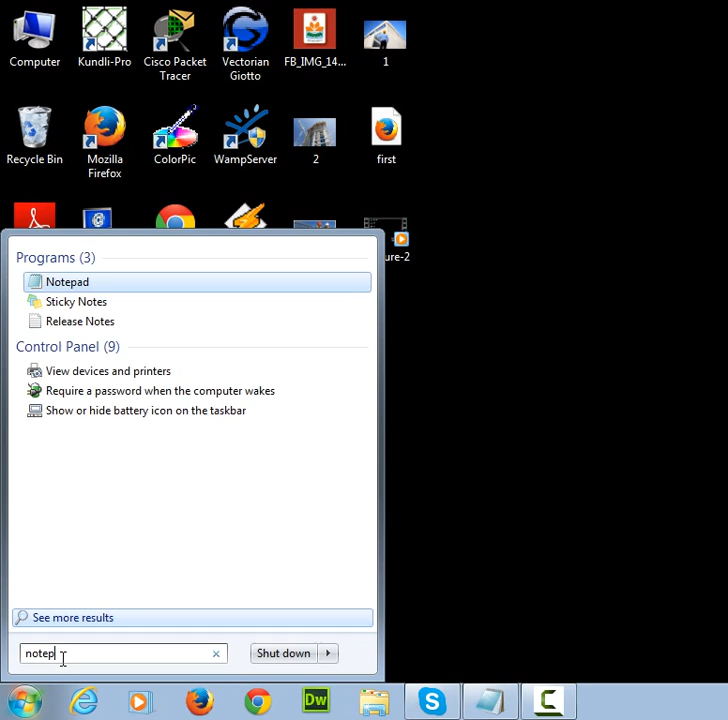 Computer
Kundli-Pro
Cisco Packet
Tracer
Vectorian
Giotto
FB_IMG_14...
1
Recycle Bin
Mozilla
Firefox
ColorPic
WampServer
2
first
ure-2
Programs (3)
Notepad
Sticky Notes
Release Notes
Control Panel (9)
View devices and printers
Require a password when the computer wakes
Show or hide battery icon on the taskbar
See more results
notep
Shut down
Dw
S
C